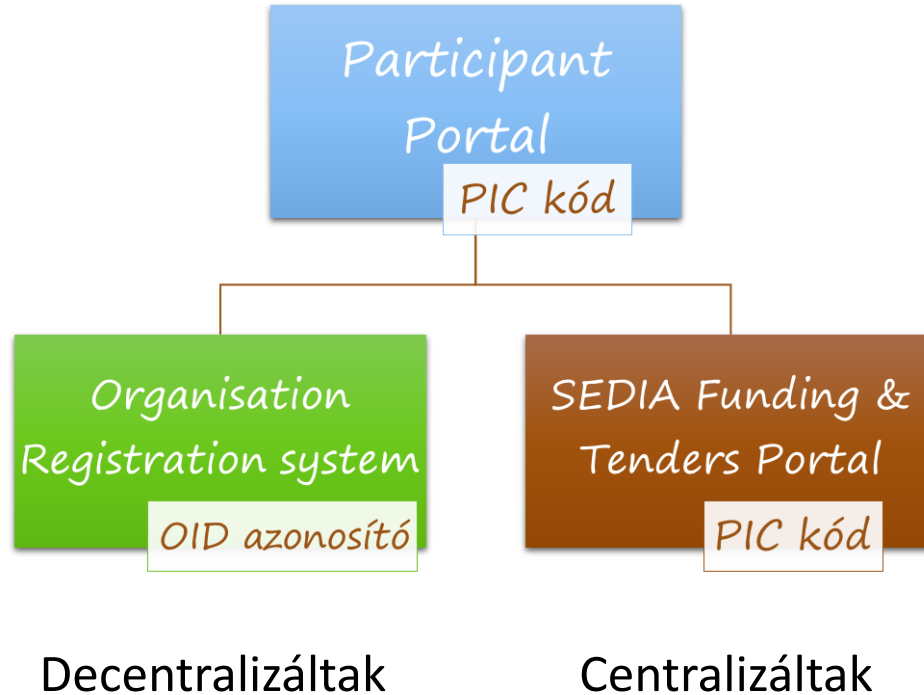 Participant
Portal
PIC kód
Organisation
Registration system
OID azonosító
SEDIA Funding &
Tenders Portal
PIC kód
Decentralizáltak
Centralizáltak